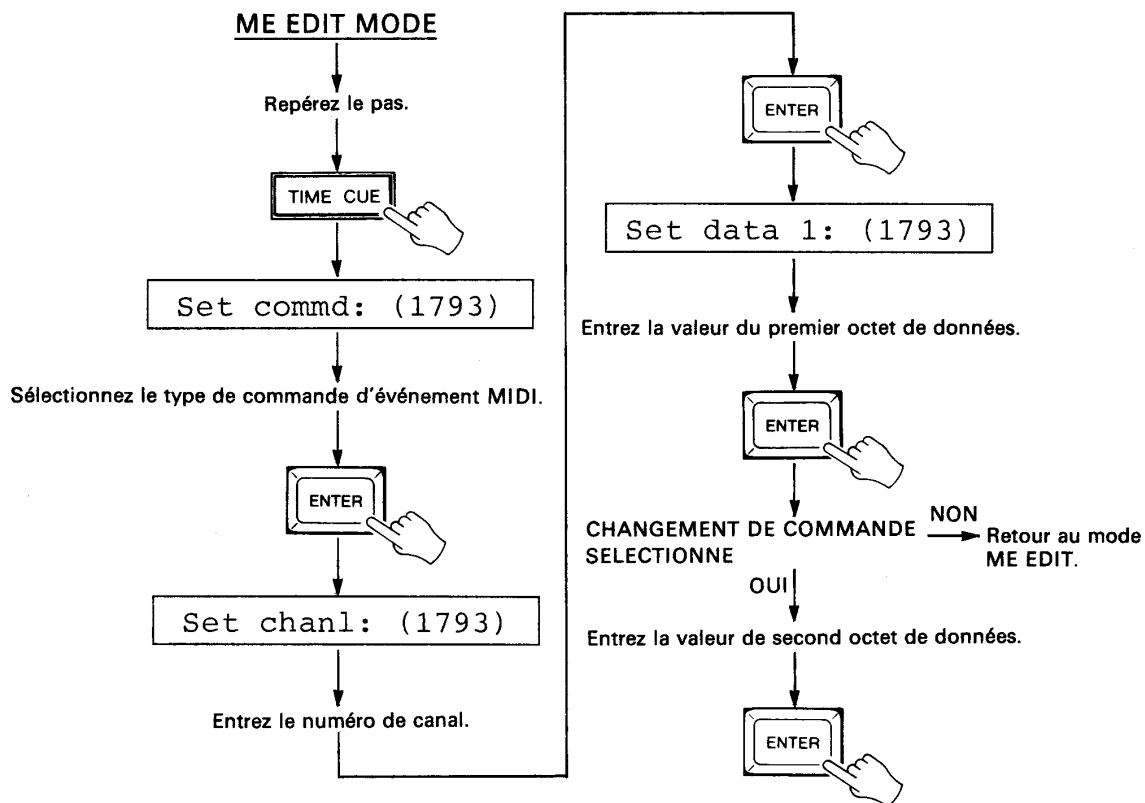 ME EDIT MODE
Repérez le pas.
TIME CUE
Set commd: (1793)
Sélectionnez le type de commande d'événement MIDI.
ENTER
Set chanl: (1793)
Entrez le numéro de canal.
ENTER
Set data 1: (1793)
Entrez la valeur du premier octet de données.
ENTER
CHANGEMENT DE COMMANDE
SELECTIONNE
NON
Retour au mode
ME EDIT.
OUI
Entrez la valeur de second octet de données.
ENTER